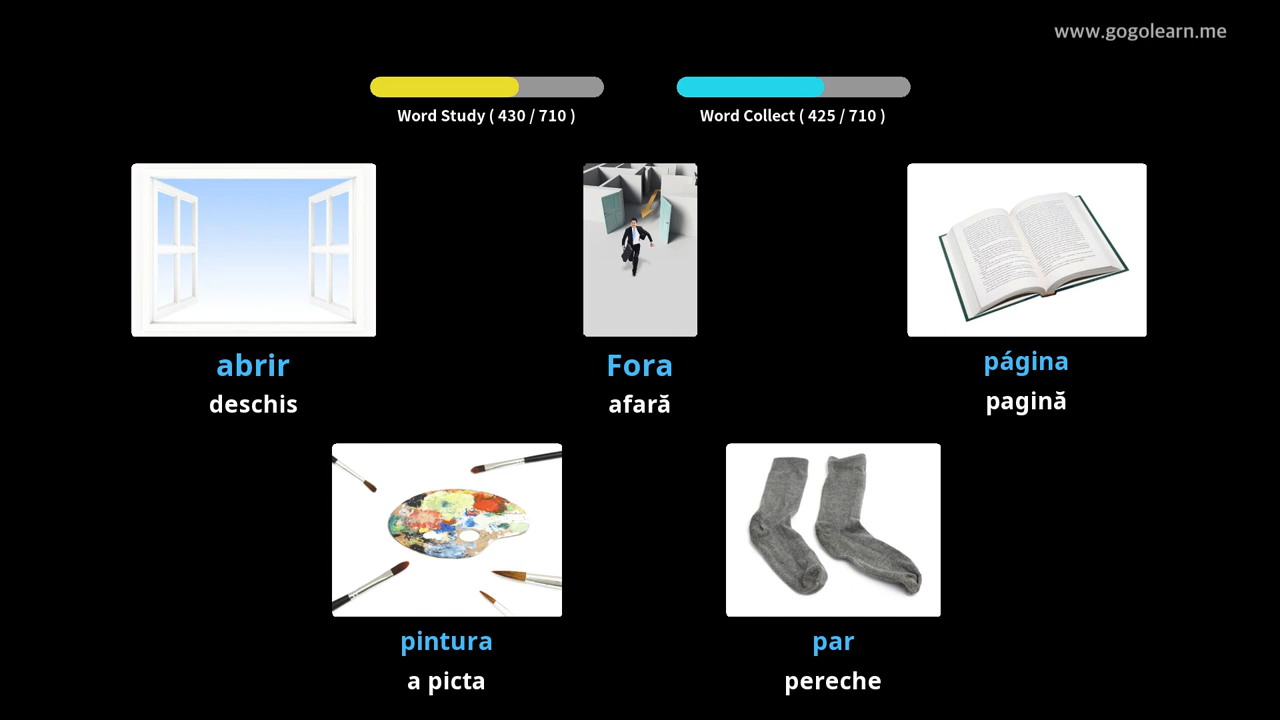 www.gogolearn.me
Word Study ( 430 / 710 )
Word Collect ( 425 / 710 )
abrir
deschis
Fora
afară
página
pagină
pintura
a picta
par
pereche